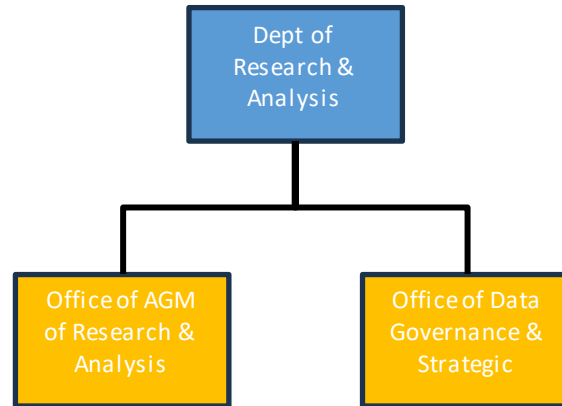 Dept of
Research &
Analysis
Office of AGM
of Research &
Analysis
Office of Data
Governance &
Strategic